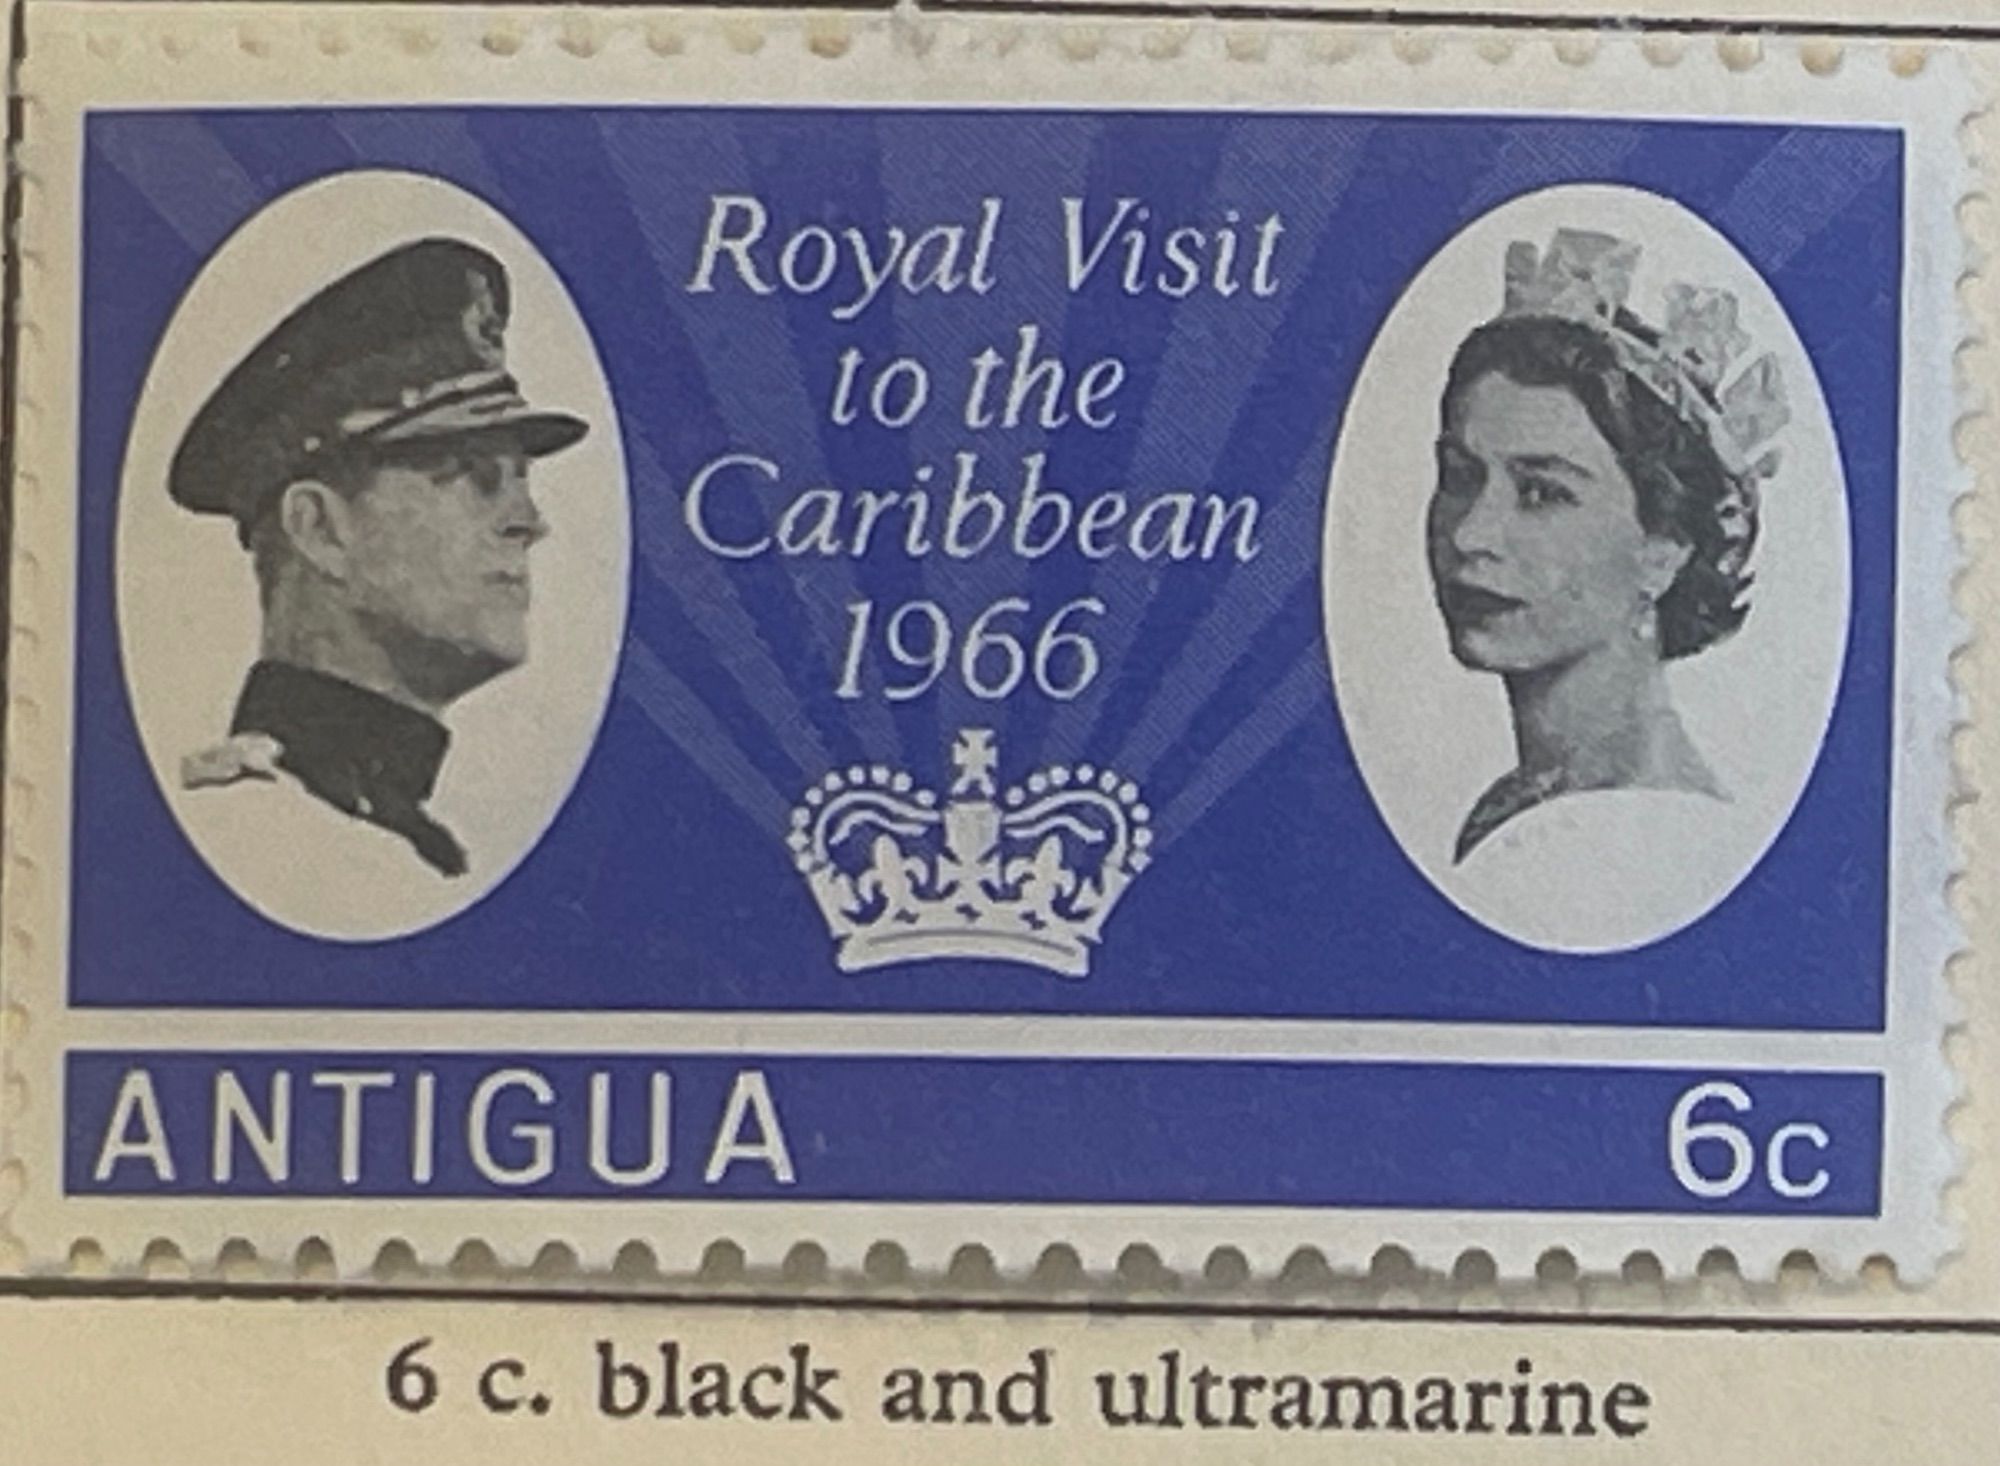 Royal Visit
to the
Caribbean
1966
ANTIGUA 6c
6 c. black and ultramarine